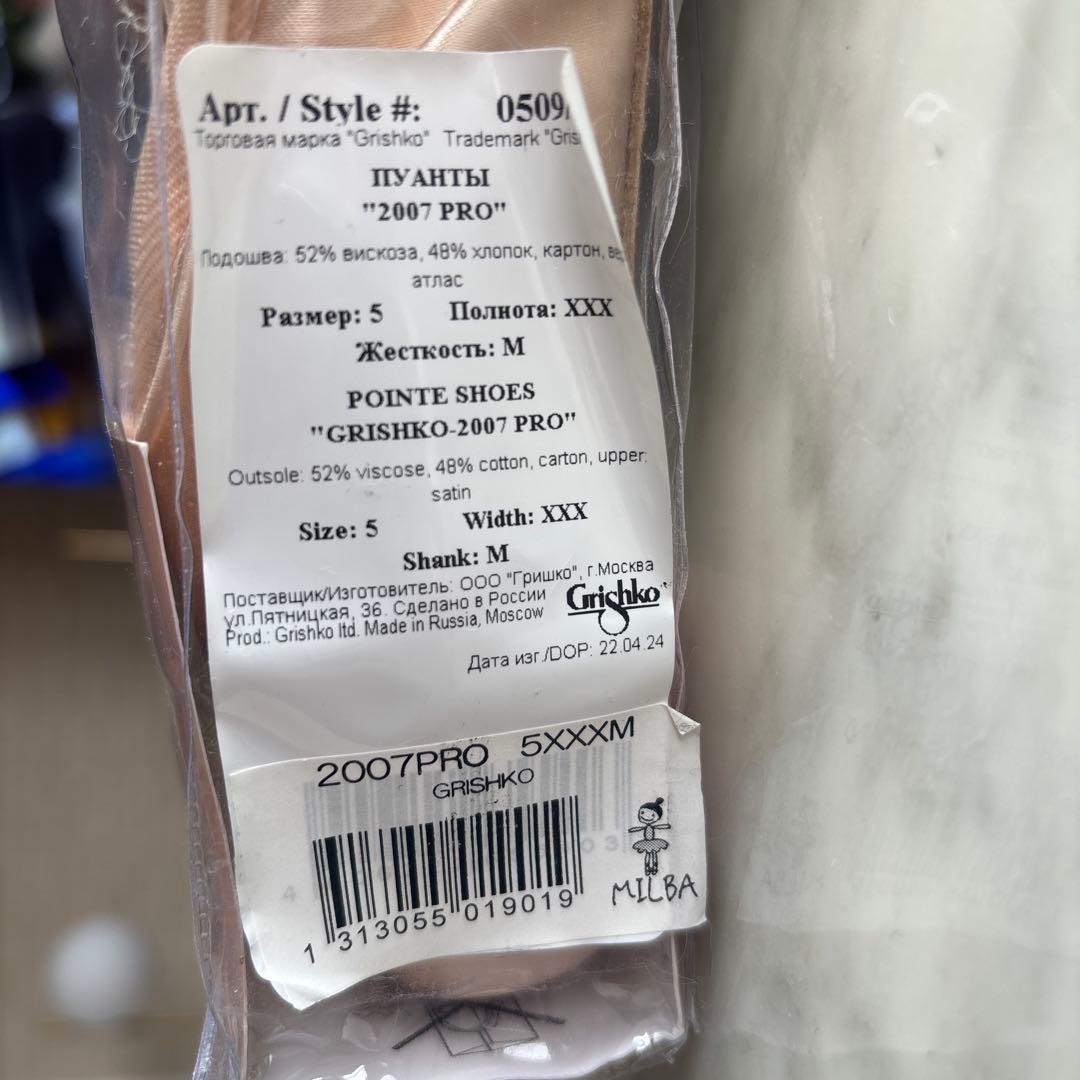 Арт. / Style #: 0509
Торговая марка "Grishko" Trademark
ПУАНТЫ
"2007 PRO"
Подошва: 52% вискоза, 48% хлопок, картон,
атлас
Размер: 5 Полнота: XXX
Жесткость: M
POINTE SHOES
"GRISHKO-2007 PRO"
Outsole: 52% viscose, 48% cotton, carton, upper:
satin
Size: 5 Width: XXX
Shank: M
Поставщик/Изготовитель: ООО "Гришко", г.Москва
ул.Пятницкая, 36. Сделано в России
Prod.: Grishko ltd. Made in Russia, Moscow
Grishko
Дата изг./DOP: 22.04.24
2007PRO 5XXXM
GRISHKO
1 313055 019019
MILBA